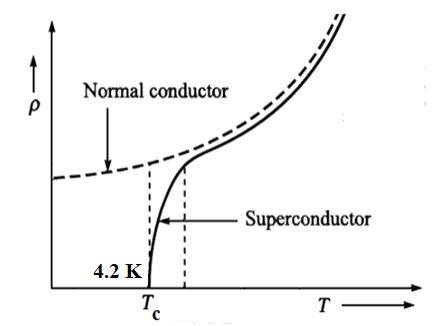 Normal conductor
ρ
Superconductor
4.2 K
Tc
T